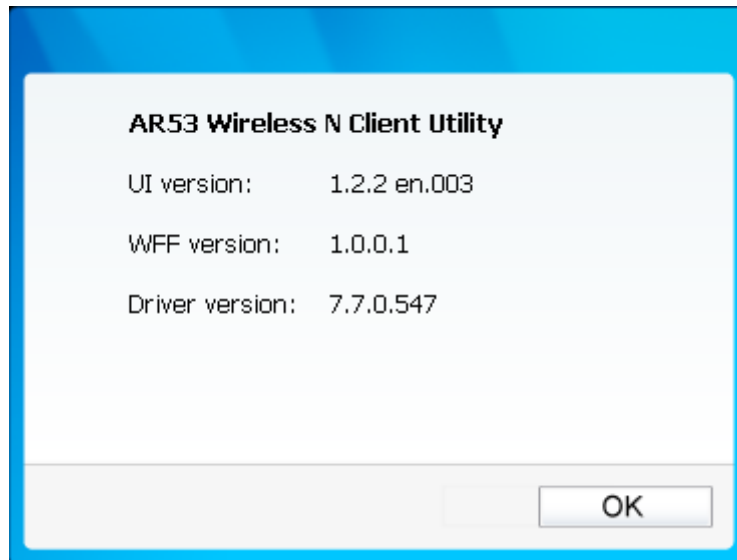 AR53 Wireless N Client Utility
UI version: 1.2.2 en.003
WFF version: 1.0.0.1
Driver version: 7.7.0.547
OK